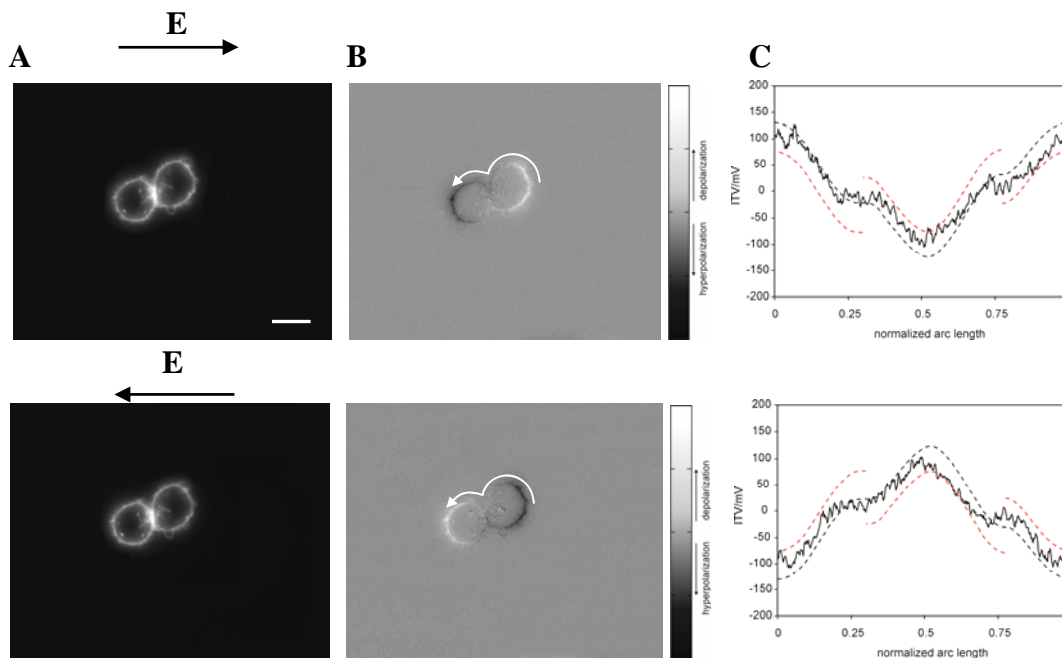 E
A
B
C
depolarization
hyperpolarization
ITV/mV
200
150
100
50
0
-50
-100
-150
-200
0
0.25
0.5
0.75
normalized arc length
E
depolarization
hyperpolarization
ITV/mV
200
150
100
50
0
-50
-100
-150
-200
0
0.25
0.5
0.75
normalized arc length